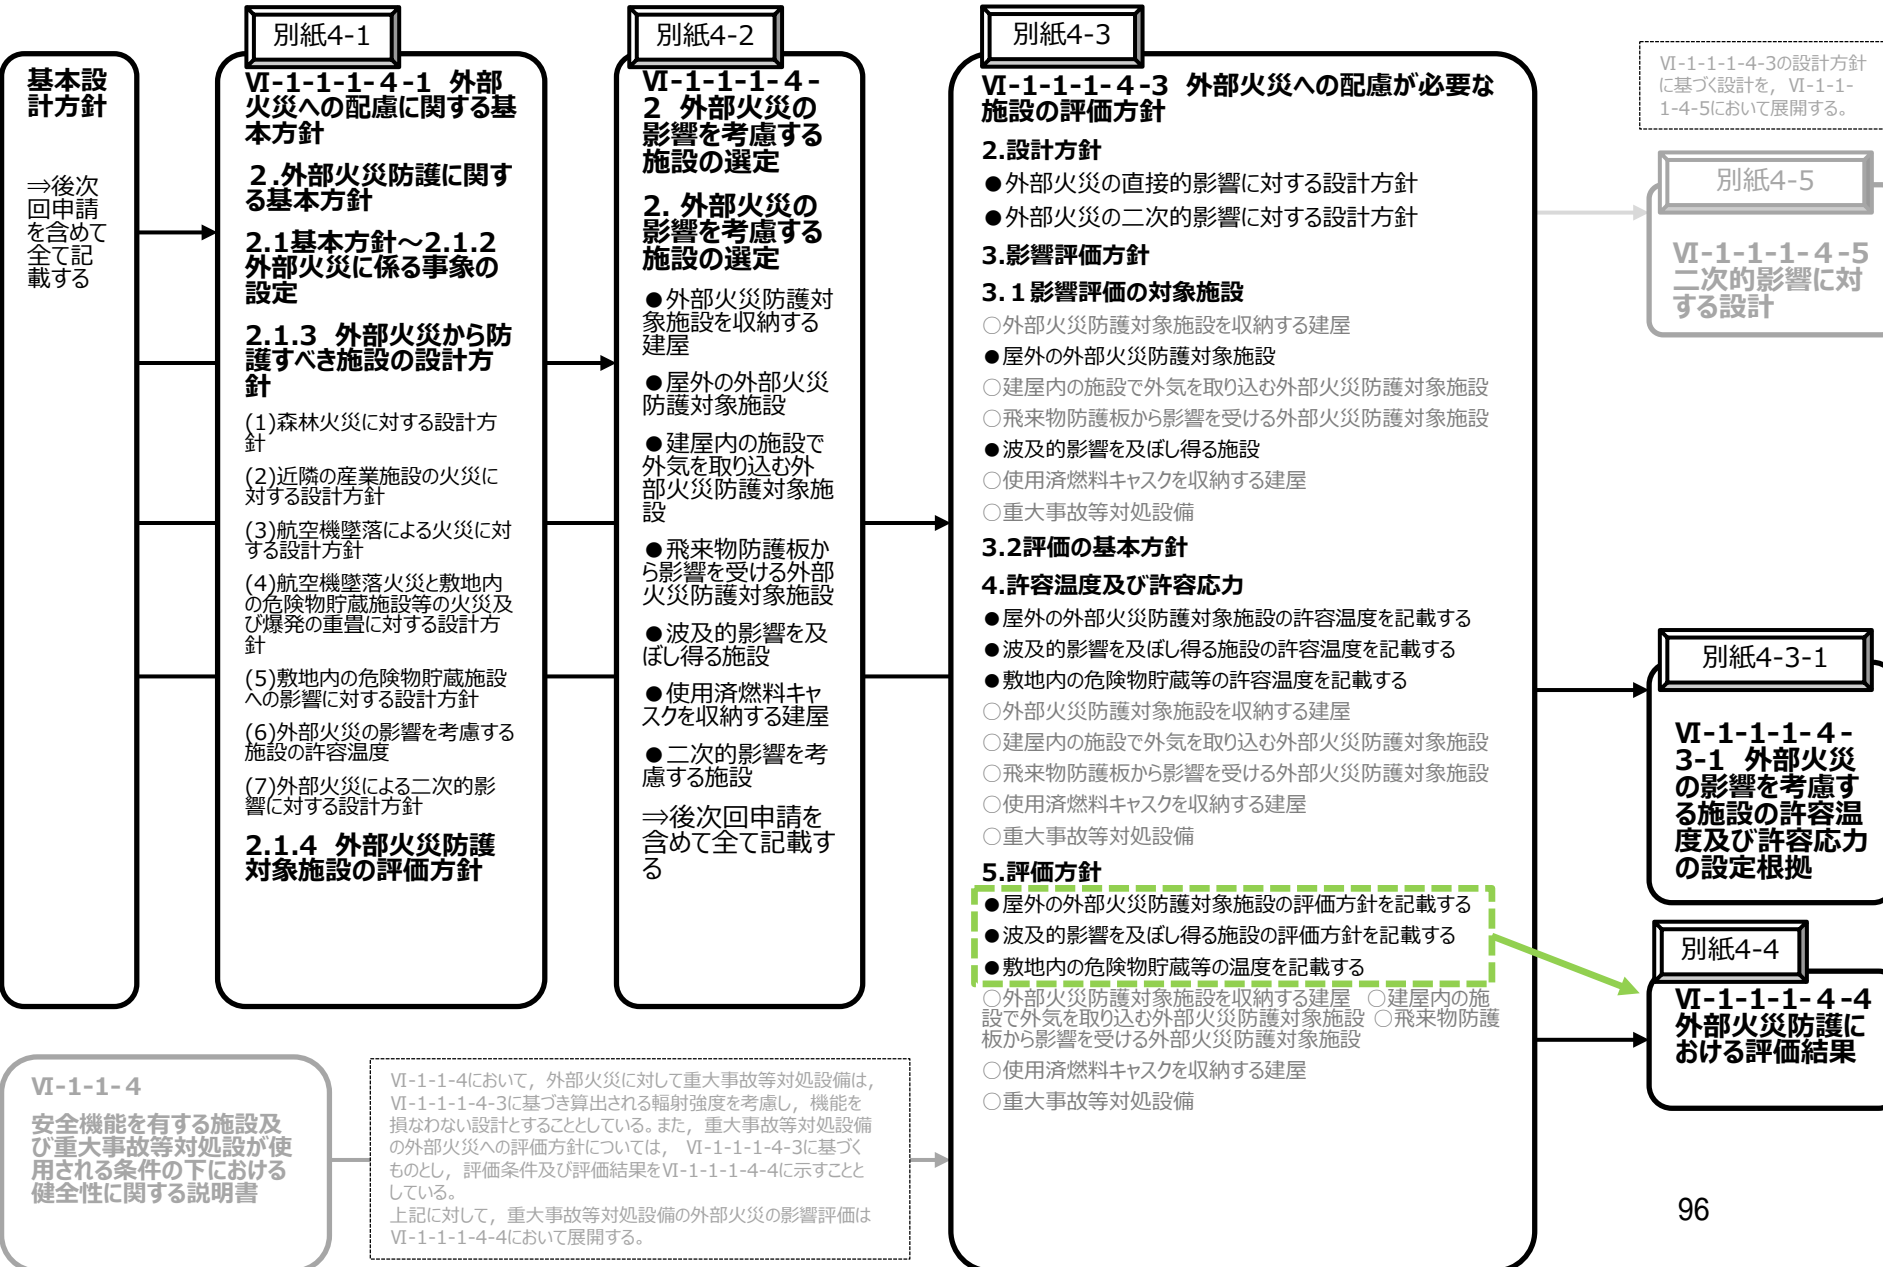 基本設
計方針
⇒後次
回申請
を含めて
全て記
載する
別紙4-1
Ⅵ-1-1-1-４-1 外部
火災への配慮に関する基
本方針
２.外部火災防護に関す
る基本方針
2.1基本方針～2.1.2
外部火災に係る事象の
設定
2.1.3 外部火災から防
護すべき施設の設計方
針
(1)森林火災に対する設計方
針
(2)近隣の産業施設の火災に
対する設計方針
(3)航空機墜落による火災に対
する設計方針
(4)航空機墜落火災と敷地内
の危険物貯蔵施設等の火災及
び爆発の重畳に対する設計方
針
(5)敷地内の危険物貯蔵施設
への影響に対する設計方針
(6)外部火災の影響を考慮する
施設の許容温度
(7)外部火災による二次的影
響に対する設計方針
2.1.4 外部火災防護
対象施設の評価方針
別紙4-2
Ⅵ-1-1-1-４-
2 外部火災の
影響を考慮する
施設の選定
2. 外部火災の
影響を考慮する
施設の選定
●外部火災防護対
象施設を収納する
建屋
●屋外の外部火災
防護対象施設
●建屋内の施設で
外気を取り込む外
部火災防護対象施
設
●飛来物防護板か
ら影響を受ける外部
火災防護対象施設
●波及的影響を及
ぼし得る施設
●使用済燃料キャ
スクを収納する建屋
●二次的影響を考
慮する施設
⇒後次回申請を
含めて全て記載す
る
別紙4-3
Ⅵ-1-1-1-４-3 外部火災への配慮が必要な
施設の評価方針
2.設計方針
●外部火災の直接的影響に対する設計方針
●外部火災の二次的影響に対する設計方針
3.影響評価方針
3.１影響評価の対象施設
○外部火災防護対象施設を収納する建屋
●屋外の外部火災防護対象施設
○建屋内の施設で外気を取り込む外部火災防護対象施設
○飛来物防護板から影響を受ける外部火災防護対象施設
●波及的影響を及ぼし得る施設
○使用済燃料キャスクを収納する建屋
○重大事故等対処設備
3.2評価の基本方針
4.許容温度及び許容応力
●屋外の外部火災防護対象施設の許容温度を記載する
●波及的影響を及ぼし得る施設の許容温度を記載する
●敷地内の危険物貯蔵等の許容温度を記載する
○外部火災防護対象施設を収納する建屋
○建屋内の施設で外気を取り込む外部火災防護対象施設
○飛来物防護板から影響を受ける外部火災防護対象施設
○使用済燃料キャスクを収納する建屋
○重大事故等対処設備
5.評価方針
●屋外の外部火災防護対象施設の評価方針を記載する
●波及的影響を及ぼし得る施設の評価方針を記載する
●敷地内の危険物貯蔵等の温度を記載する
○外部火災防護対象施設を収納する建屋 ○建屋内の施
設で外気を取り込む外部火災防護対象施設 ○飛来物防護
板から影響を受ける外部火災防護対象施設
○使用済燃料キャスクを収納する建屋
○重大事故等対処設備
Ⅵ-1-1-1-4-3の設計方針
に基づく設計を，Ⅵ-1-1-
1-4-5において展開する。
別紙4-5
Ⅵ-1-1-1-４-5
二次的影響に対
する設計
別紙4-3-1
Ⅵ-1-1-1-４-
3-1 外部火災
の影響を考慮す
る施設の許容温
度及び許容応力
の設定根拠
別紙4-4
Ⅵ-1-1-1-４-4
外部火災防護に
おける評価結果
Ⅵ-1-1-４
安全機能を有する施設及
び重大事故等対処設が使
用される条件の下における
健全性に関する説明書
Ⅵ-1-1-4において，外部火災に対して重大事故等対処設備は，
Ⅵ-1-1-1-4-3に基づき算出される輻射強度を考慮し，機能を
損なわない設計とすることとしている。また，重大事故等対処設備
の外部火災への評価方針については， Ⅵ-1-1-1-4-3に基づく
ものとし，評価条件及び評価結果をⅥ-1-1-1-4-4に示すことと
している。
上記に対して，重大事故等対処設備の外部火災の影響評価は
Ⅵ-1-1-1-4-4において展開する。
96